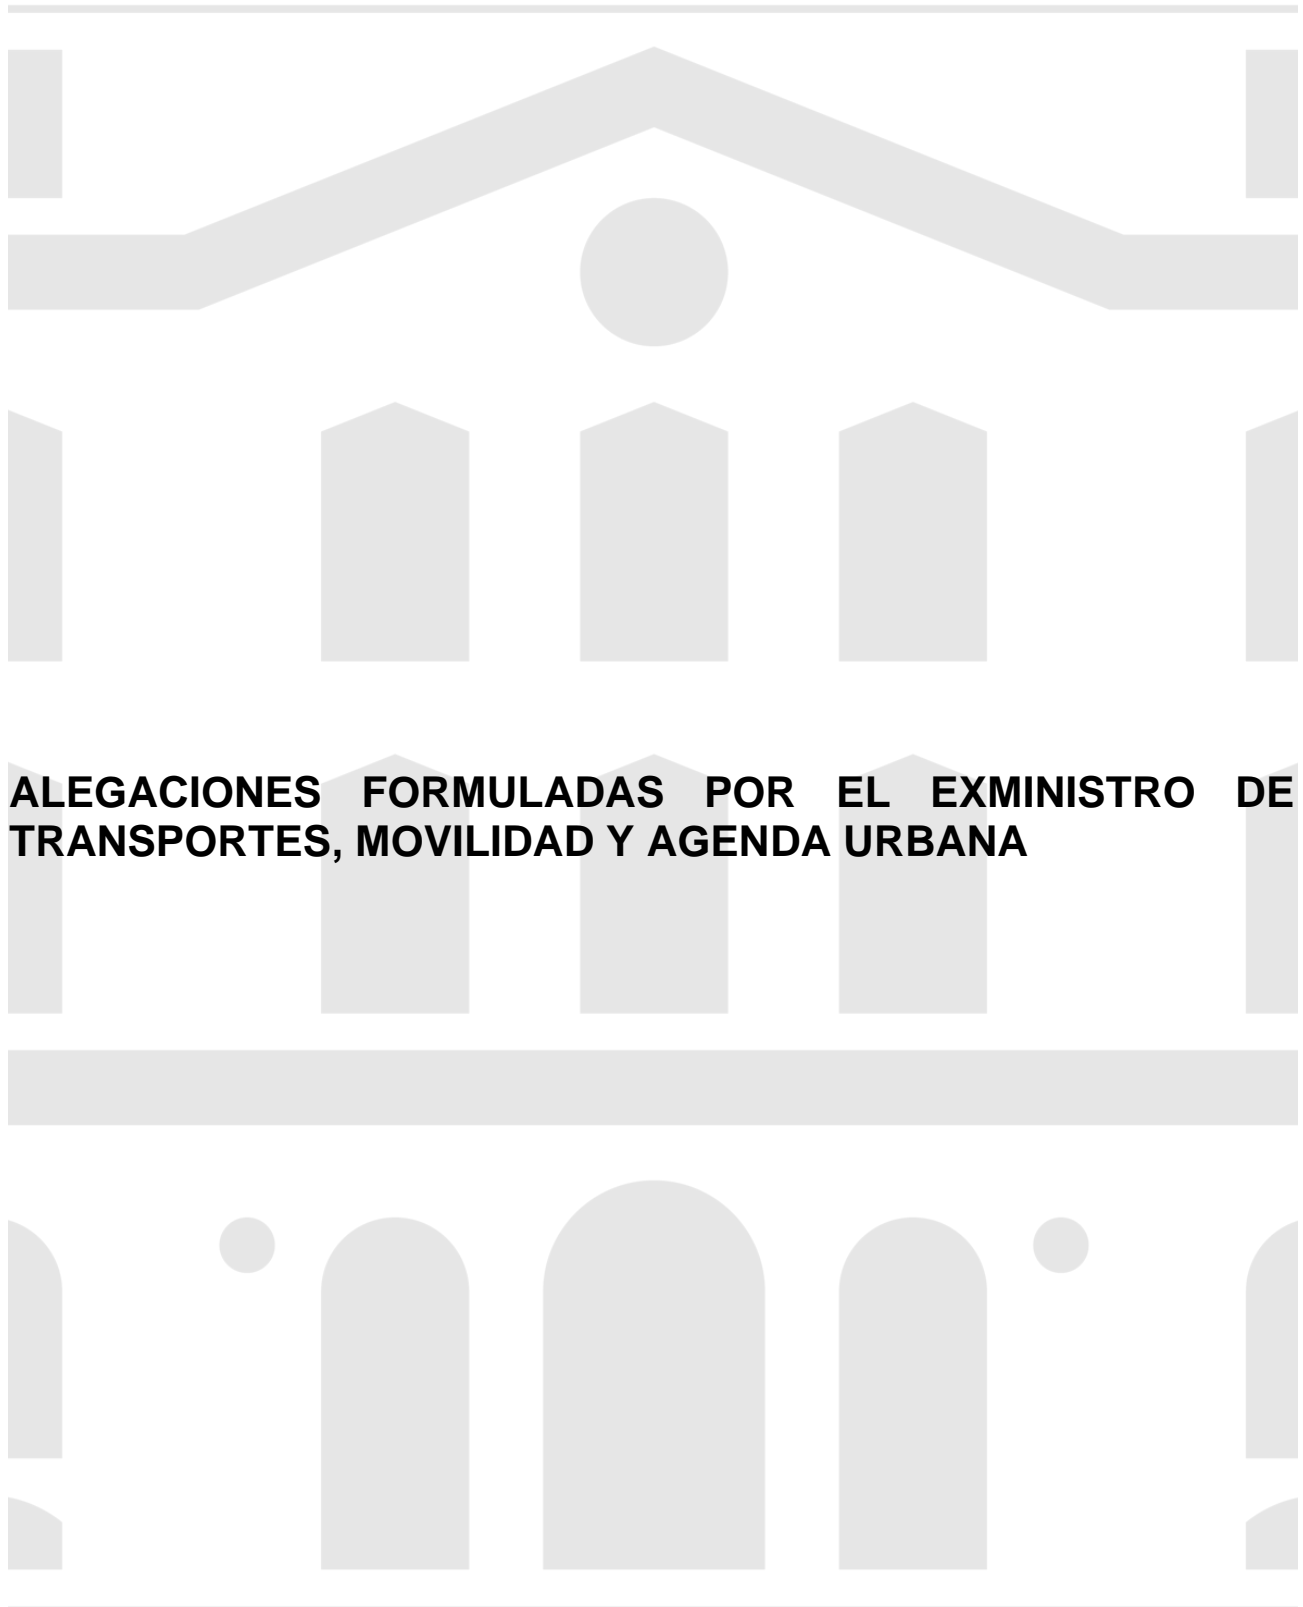 ALEGACIONES FORMULADAS POR EL EXMINISTRO DE
TRANSPORTES, MOVILIDAD Y AGENDA URBANA